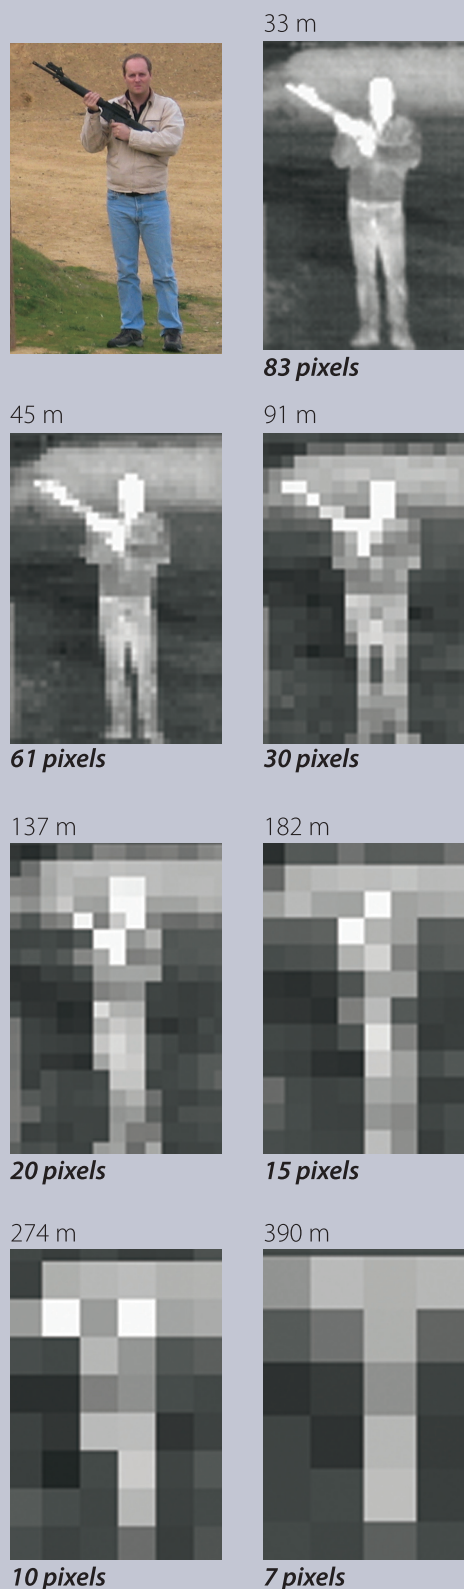 33 m
83 pixels
45 m
91 m
61 pixels
30 pixels
137 m
182 m
20 pixels
15 pixels
274 m
390 m
10 pixels
7 pixels